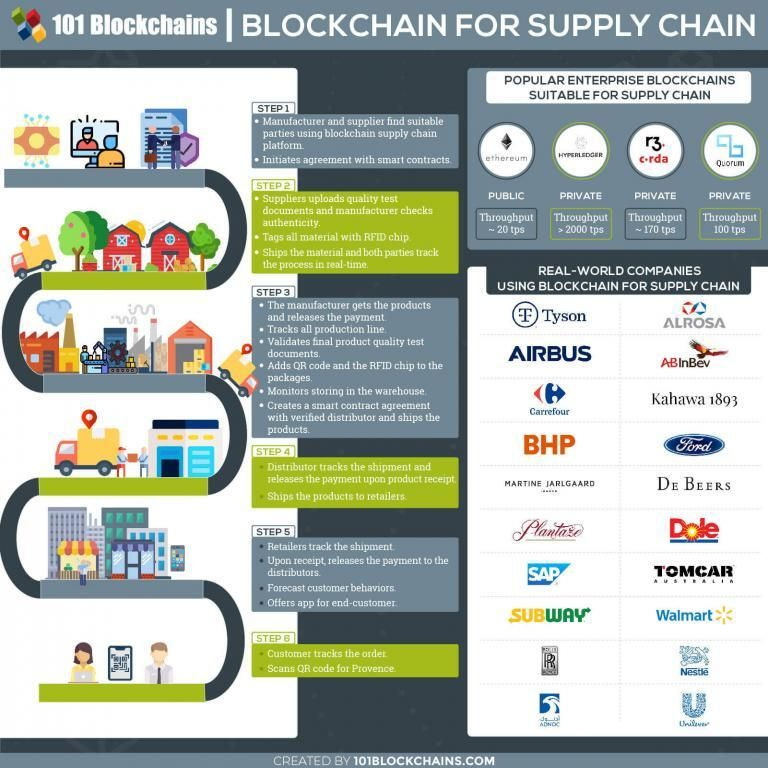 101 Blockchains | BLOCKCHAIN FOR SUPPLY CHAIN
STEP 1
• Manufacturer and supplier find suitable
parties using blockchain supply chain
platform.
• Initiates agreement with smart contracts.
STEP 2
• Suppliers uploads quality test
documents and manufacturer checks
authenticity.
• Tags all material with RFID chip.
• Ships the material and both parties track
the process in real-time.
STEP 3
• The manufacturer gets the products
and releases the payment.
• Tracks all production line.
• Validates final product quality test
documents.
• Adds QR code and the RFID chip to the
packages.
• Monitors storing in the warehouse.
• Creates a smart contract agreement
with verified distributor and ships the
products.
STEP 4
• Distributor tracks the shipment and
releases the payment upon product receipt.
• Ships the products to retailers.
STEP 5
• Retailers track the shipment.
• Upon receipt, releases the payment to the
distributors.
• Forecast customer behaviors.
• Offers app for end-customer.
STEP 6
• Customer tracks the order.
• Scans QR code for Provence.
POPULAR ENTERPRISE BLOCKCHAINS
SUITABLE FOR SUPPLY CHAIN
ethereum
HYPERLEDGER
r3.
c·rda
Quorum
PUBLIC
PRIVATE
PRIVATE
PRIVATE
Throughput
~ 20 tps
Throughput
> 2000 tps
Throughput
~ 170 tps
Throughput
100 tps
REAL-WORLD COMPANIES
USING BLOCKCHAIN FOR SUPPLY CHAIN
Tyson
ALROSA
AIRBUS
ABInBev
Carrefour
Kahawa 1893
BHP
Ford
MARTINE JARLGAARD
DE BEERS
Plantaze
Dole
SAP
TOMCAR
AUSTRALIA
SUBWAY
Walmart
Nestlé
أدنوك
ADNOC
Unilever
CREATED BY 101BLOCKCHAINS.COM